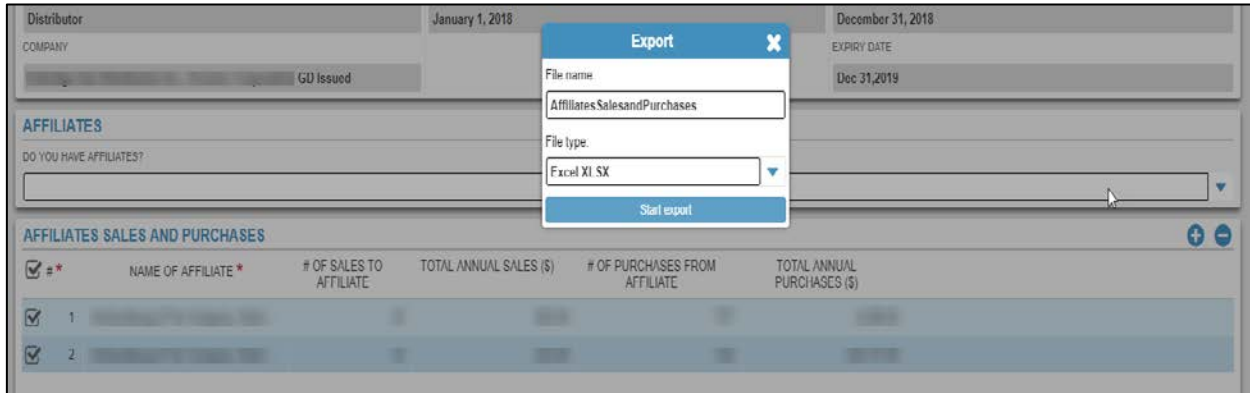 Distributor January 1, 2018 December 31, 2018
Export
COMPANY EXPIRY DATE
GD Issued Dec 31,2019
File name
AffiliatesSalesandPurchases
AFFILIATES
File type:
DO YOU HAVE AFFILIATES?
Excel XLSX
Start export
AFFILIATES SALES AND PURCHASES
#* NAME OF AFFILIATE* # OF SALES TO AFFILIATE TOTAL ANNUAL SALES ($) # OF PURCHASES FROM AFFILIATE TOTAL ANNUAL PURCHASES ($)
1
2